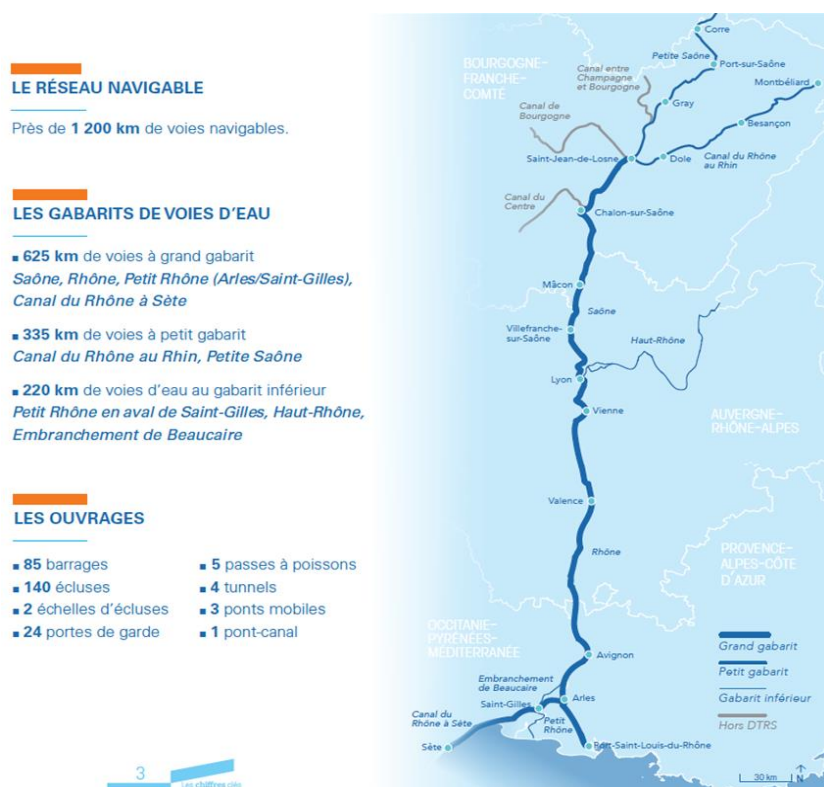 LE RÉSEAU NAVIGABLE
Près de 1 200 km de voies navigables.
LES GABARITS DE VOIES D'EAU
▪ 625 km de voies à grand gabarit
Saône, Rhône, Petit Rhône (Arles/Saint-Gilles),
Canal du Rhône à Sète
▪ 335 km de voies à petit gabarit
Canal du Rhône au Rhin, Petite Saône
▪ 220 km de voies d'eau au gabarit inférieur
Petit Rhône en aval de Saint-Gilles, Haut-Rhône,
Embranchement de Beaucaire
LES OUVRAGES
▪ 85 barrages
▪ 140 écluses
▪ 2 échelles d'écluses
▪ 24 portes de garde
▪ 5 passes à poissons
▪ 4 tunnels
▪ 3 ponts mobiles
▪ 1 pont-canal
3
Les chiffres clés
Corre
Petite Saône
Port-sur-Saône
BOURGOGNE–
FRANCHE–
COMTÉ
Canal entre
Champagne
et Bourgogne
Montbéliard
Canal de
Bourgogne
Gray
Besançon
Saint-Jean-de-Losne
Dole
Canal du Rhône
au Rhin
Canal du
Centre
Chalon-sur-Saône
Mâcon
Saône
Villefranche-
sur-Saône
Haut-Rhône
Lyon
Vienne
AUVERGNE–
RHÔNE–ALPES
Valence
Rhône
PROVENCE–
ALPES–CÔTE
D'AZUR
OCCITANIE–
PYRÉNÉES–
MÉDITERRANÉE
Avignon
Embranchement
de Beaucaire
Saint-Gilles
Arles
Canal du
Rhône à Sète
Petit
Rhône
Sète
Port-Saint-Louis-du-Rhône
Grand gabarit
Petit gabarit
Gabarit inférieur
Hors DTRS
30 km
N